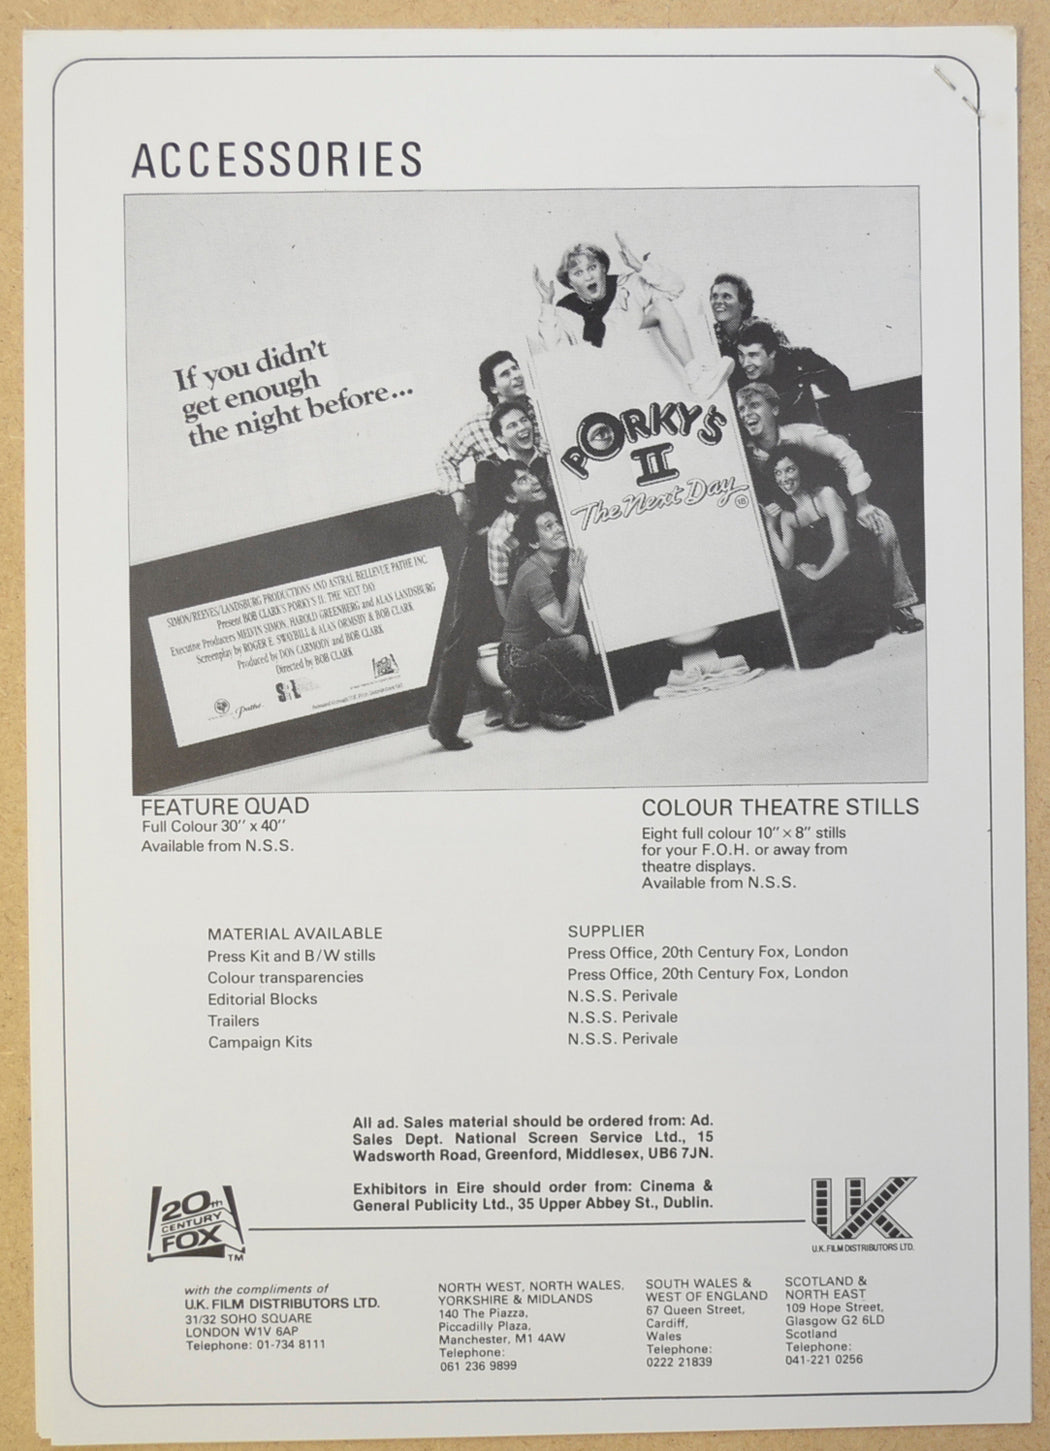 ACCESSORIES
If you didn't
get enough
the night before...
PORKY'S
II
The Next Day
18
SIMON/REEVES/LANDSBURG PRODUCTIONS AND ASTRAL BELLEVUE PATHE INC
Present BOB CLARK'S PORKY'S II: THE NEXT DAY
Executive Producers MELVIN SIMON, HAROLD GREENBERG and ALAN LANDSBURG
Screenplay by ROGER E. SWAYBILL & ALAN ORMSBY & BOB CLARK
Produced by DON CARMODY and BOB CLARK
Directed by BOB CLARK
Pathé
FEATURE QUAD
Full Colour 30″ x 40″
Available from N.S.S.
COLOUR THEATRE STILLS
Eight full colour 10″ × 8″ stills
for your F.O.H. or away from
theatre displays.
Available from N.S.S.
MATERIAL AVAILABLE
Press Kit and B/W stills
Colour transparencies
Editorial Blocks
Trailers
Campaign Kits
SUPPLIER
Press Office, 20th Century Fox, London
Press Office, 20th Century Fox, London
N.S.S. Perivale
N.S.S. Perivale
N.S.S. Perivale
All ad. Sales material should be ordered from: Ad.
Sales Dept. National Screen Service Ltd., 15
Wadsworth Road, Greenford, Middlesex, UB6 7JN.
Exhibitors in Eire should order from: Cinema &
General Publicity Ltd., 35 Upper Abbey St., Dublin.
20th
CENTURY
FOX
TM
UK
U.K. FILM DISTRIBUTORS LTD.
with the compliments of
U.K. FILM DISTRIBUTORS LTD.
31/32 SOHO SQUARE
LONDON W1V 6AP
Telephone: 01-734 8111
NORTH WEST, NORTH WALES,
YORKSHIRE & MIDLANDS
140 The Piazza,
Piccadilly Plaza,
Manchester, M1 4AW
Telephone:
061 236 9899
SOUTH WALES &
WEST OF ENGLAND
67 Queen Street,
Cardiff,
Wales
Telephone:
0222 21839
SCOTLAND &
NORTH EAST
109 Hope Street,
Glasgow G2 6LD
Scotland
Telephone:
041-221 0256